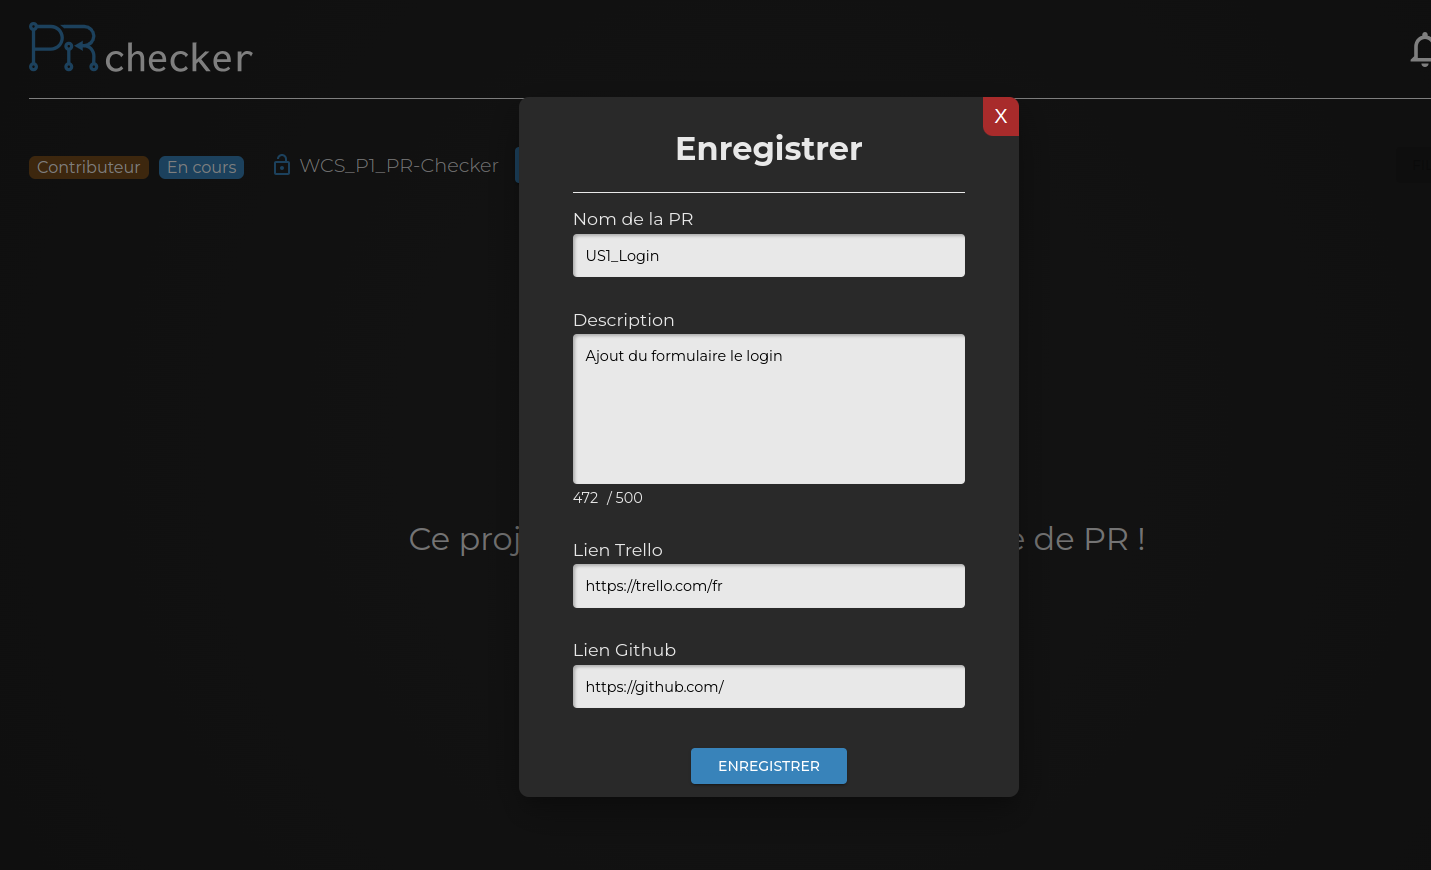 PR checker
X
Enregistrer
Contributeur En cours WCS_P1_PR-Checker
Nom de la PR
US1_Login
Description
Ajout du formulaire le login
472 / 500
Ce proj de PR !
Lien Trello
https://trello.com/fr
Lien Github
https://github.com/
ENREGISTRER